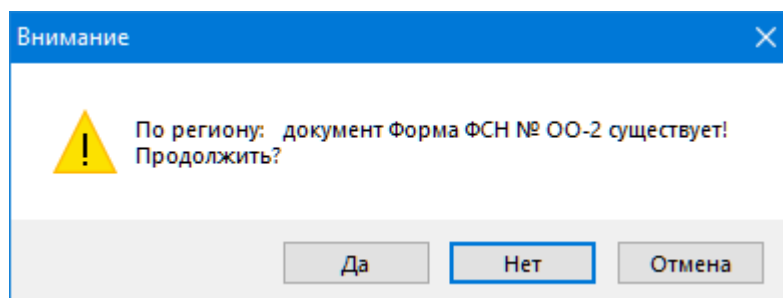 Внимание
По региону: документ Форма ФСН № ОО-2 существует!
Продолжить?
Да
Нет
Отмена